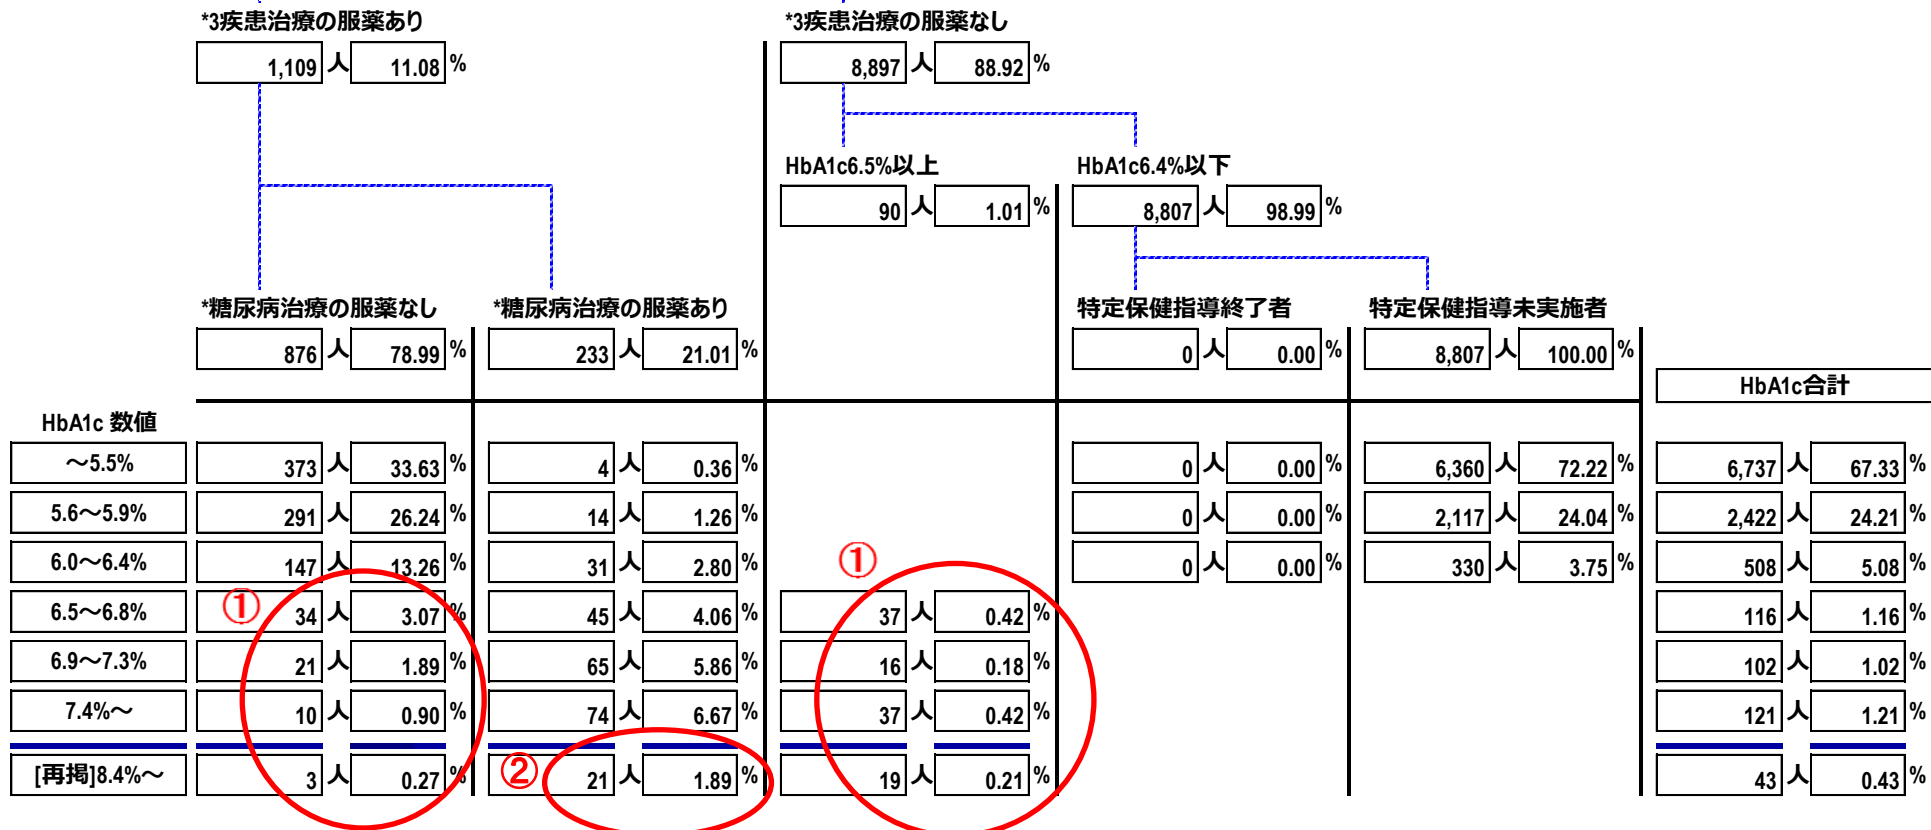 *3疾患治療の服薬あり *3疾患治療の服薬なし
1,109 人 11.08 % 8,897 人 88.92 %
HbA1c6.5%以上 HbA1c6.4%以下
90 人 1.01 % 8,807 人 98.99 %
*糖尿病治療の服薬なし *糖尿病治療の服薬あり 特定保健指導終了者 特定保健指導未実施者
876 人 78.99 % 233 人 21.01 % 0 人 0.00 % 8,807 人 100.00 %
HbA1c合計
HbA1c 数値
～5.5% 373 人 33.63 % 4 人 0.36 % 0 人 0.00 % 6,360 人 72.22 % 6,737 人 67.33 %
5.6～5.9% 291 人 26.24 % 14 人 1.26 % 0 人 0.00 % 2,117 人 24.04 % 2,422 人 24.21 %
6.0～6.4% 147 人 13.26 % 31 人 2.80 % ① 0 人 0.00 % 330 人 3.75 % 508 人 5.08 %
6.5～6.8% ① 34 人 3.07 % 45 人 4.06 % 37 人 0.42 % 116 人 1.16 %
6.9～7.3% 21 人 1.89 % 65 人 5.86 % 16 人 0.18 % 102 人 1.02 %
7.4%～ 10 人 0.90 % 74 人 6.67 % 37 人 0.42 % 121 人 1.21 %
[再掲]8.4%～ 3 人 0.27 % ② 21 人 1.89 % 19 人 0.21 % 43 人 0.43 %